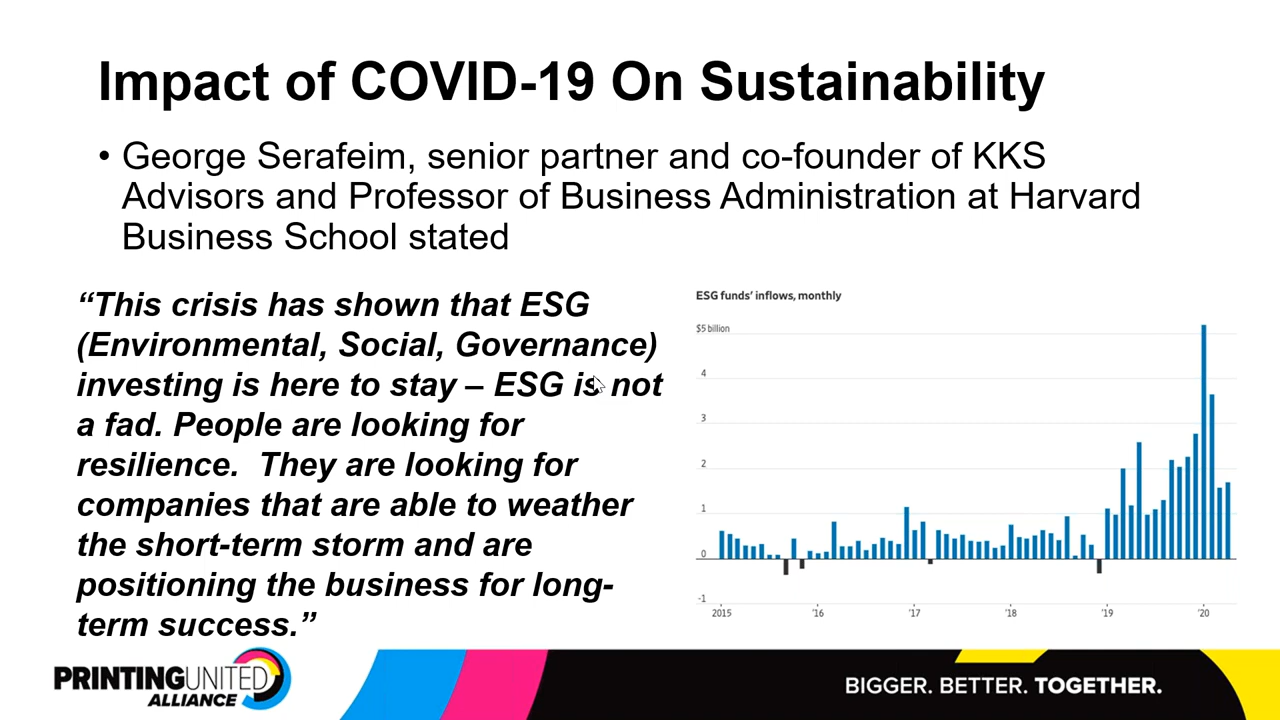 Impact of COVID-19 On Sustainability
• George Serafeim, senior partner and co-founder of KKS
Advisors and Professor of Business Administration at Harvard
Business School stated
“This crisis has shown that ESG
(Environmental, Social, Governance)
investing is here to stay – ESG is not
a fad. People are looking for
resilience.  They are looking for
companies that are able to weather
the short-term storm and are
positioning the business for long-
term success.”
ESG funds’ inflows, monthly
$5 billion
4
3
2
1
0
-1
2015 ’16 ’17 ’18 ’19 ’20
PRINTINGUNITED
ALLIANCE
BIGGER. BETTER. TOGETHER.